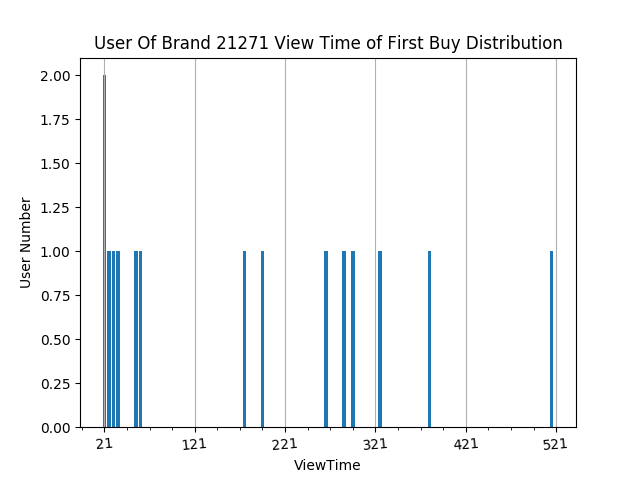 User Of Brand 21271 View Time of First Buy Distribution
2.00
1.75
1.50
1.25
1.00
0.75
0.50
0.25
0.00
User Number
21 121 221 321 421 521
ViewTime